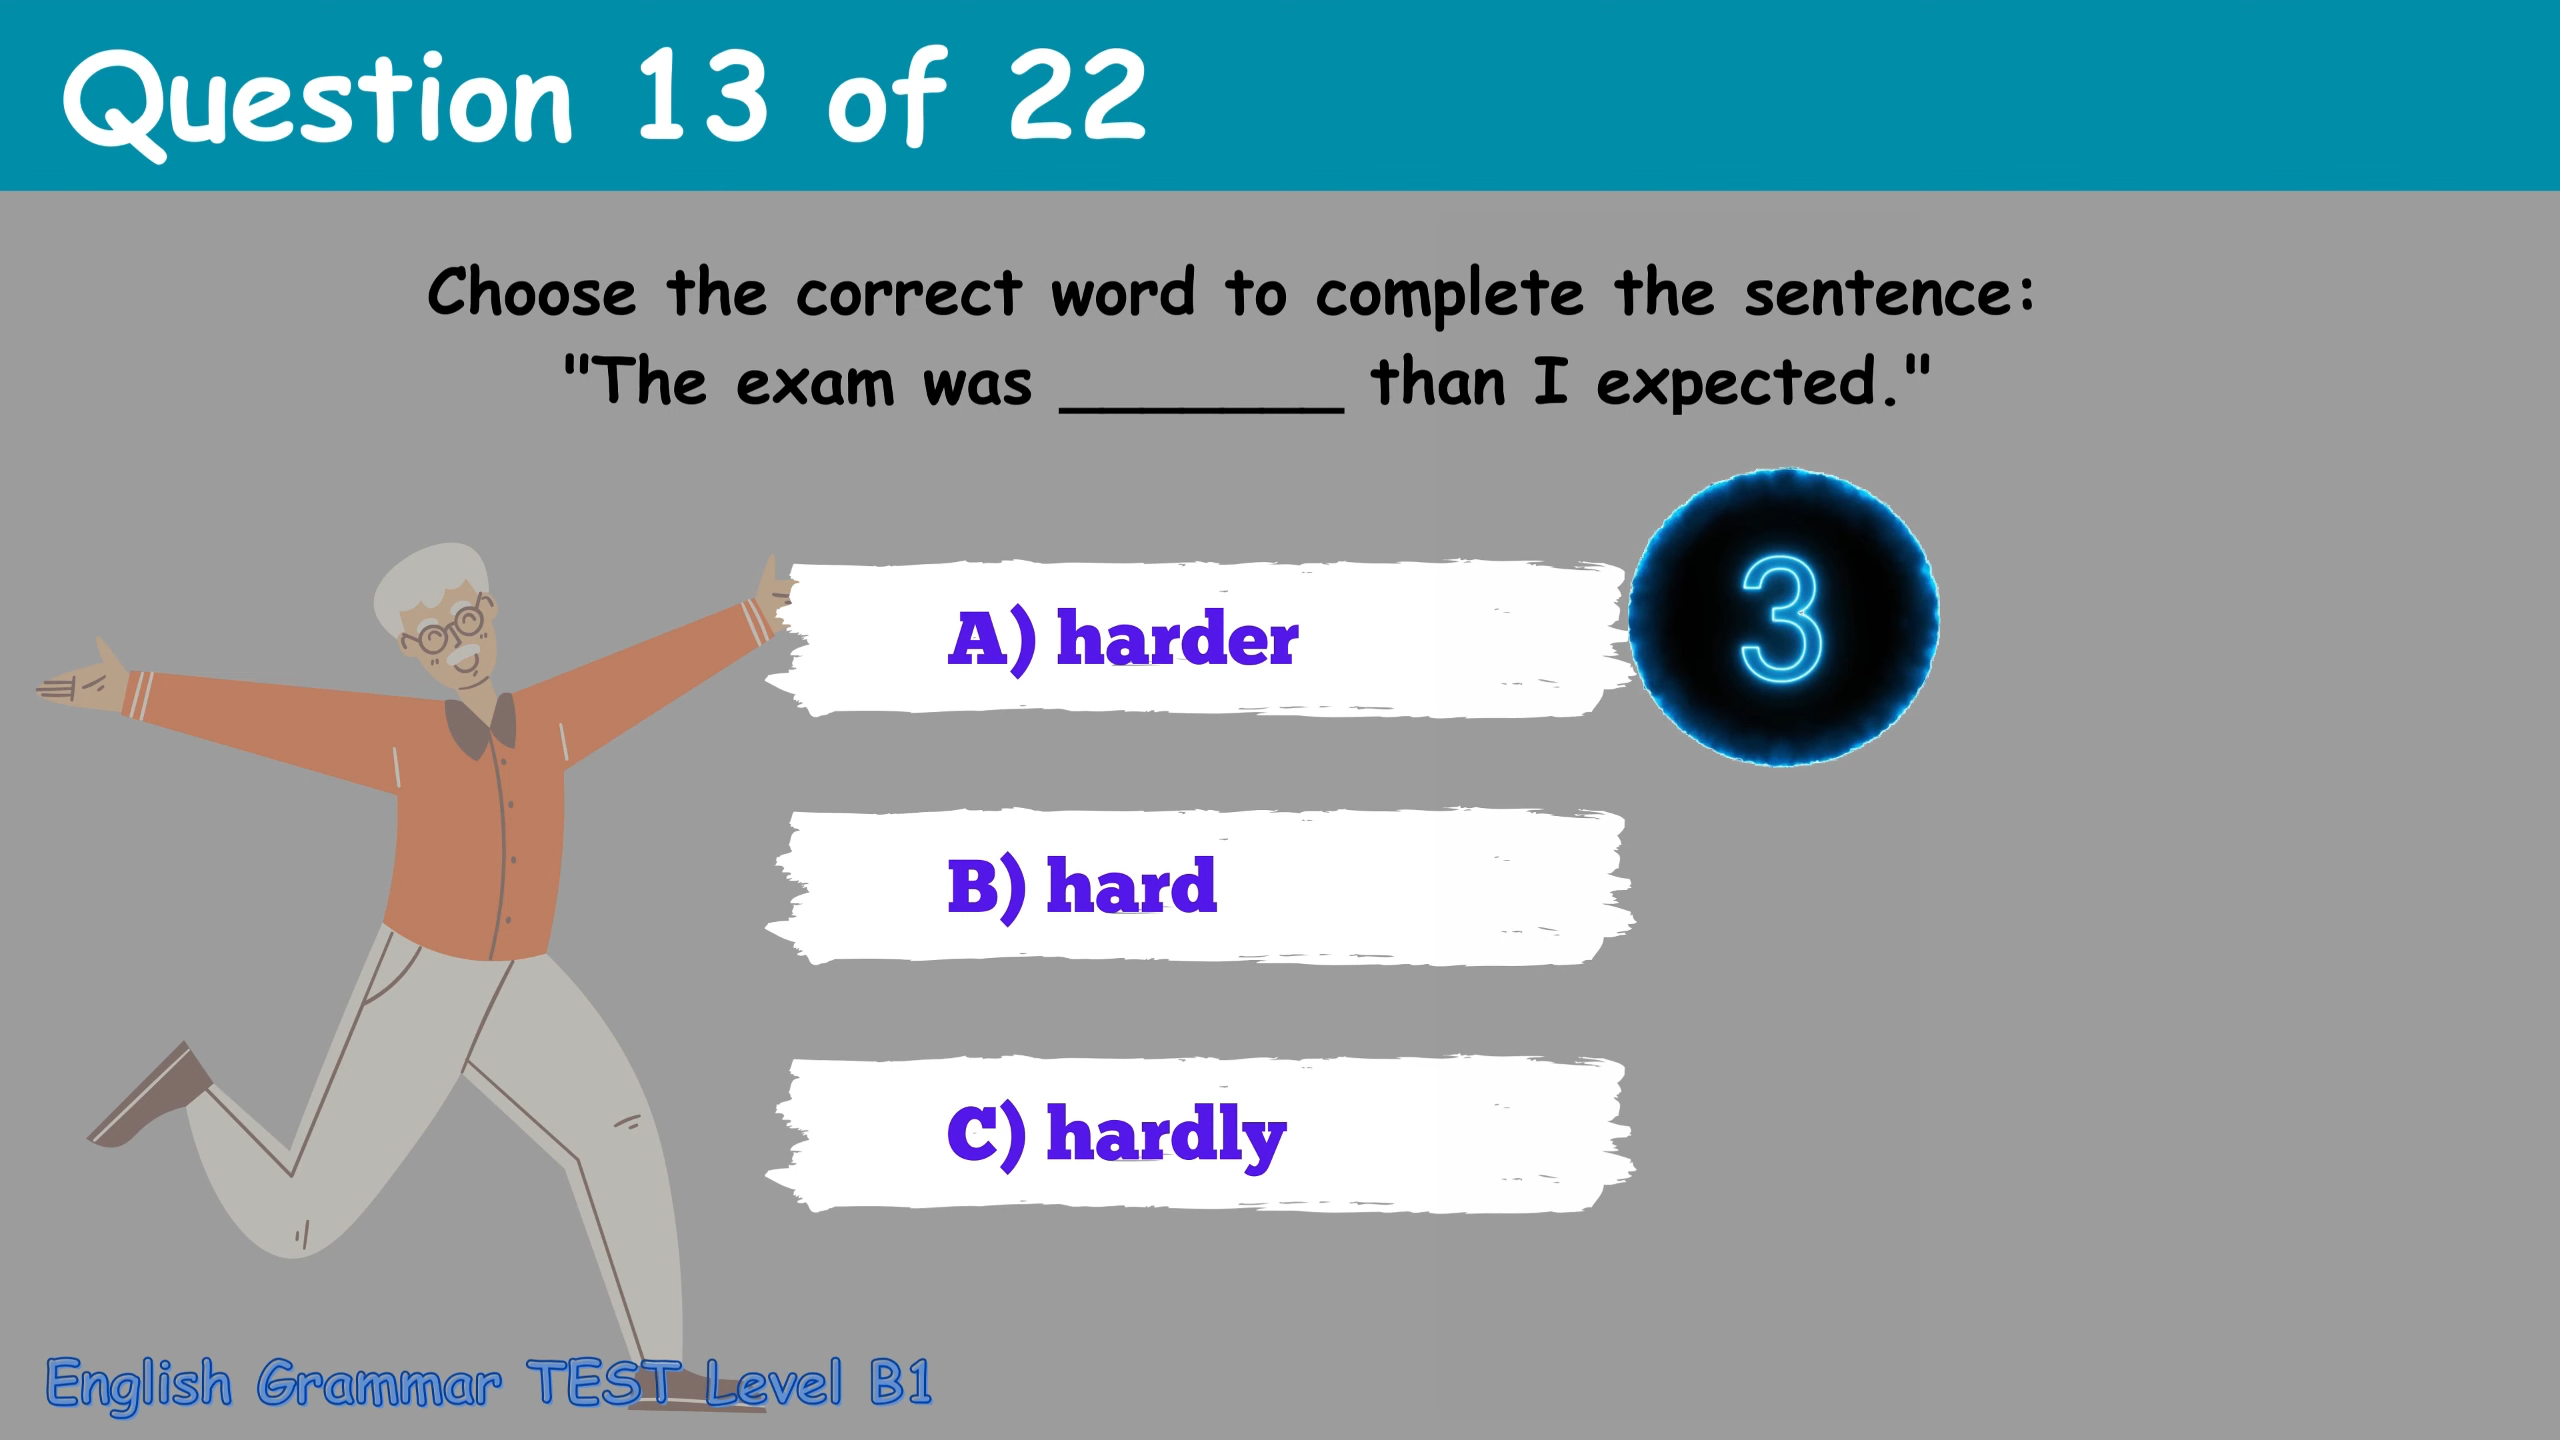 Question 13 of 22
Choose the correct word to complete the sentence:
"The exam was _______ than I expected."
A) harder
3
B) hard
C) hardly
English Grammar TEST Level B1